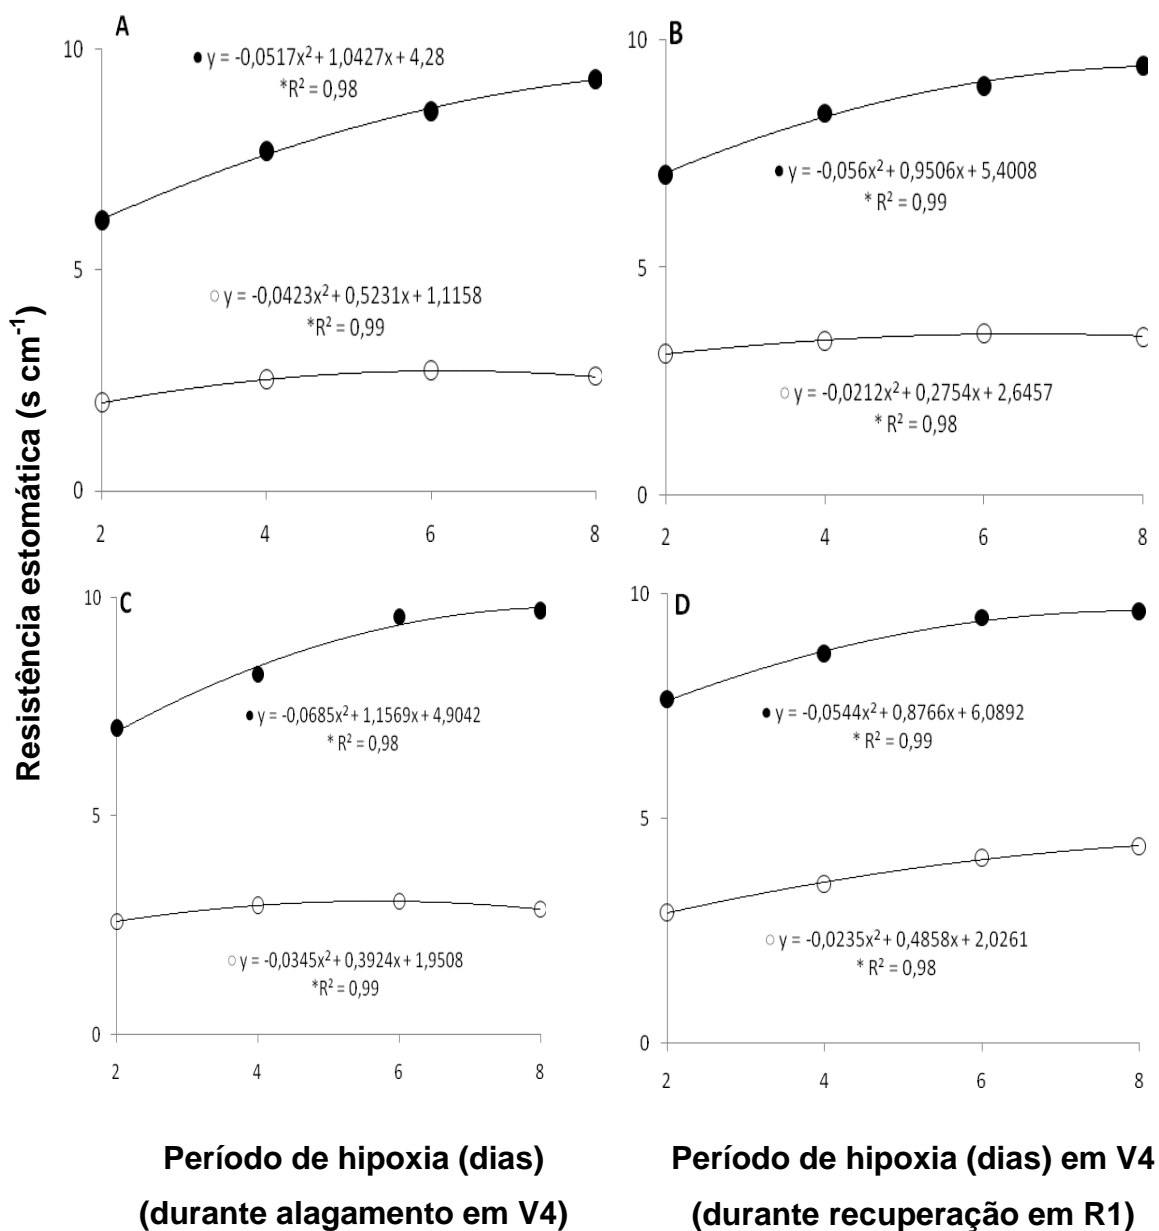 Resistência estomática (s cm-1)
A
10
● y = -0,0517x² + 1,0427x + 4,28
*R² = 0,98
5
○ y = -0,0423x² + 0,5231x + 1,1158
*R² = 0,99
0
2 4 6 8
B
10
● y = -0,056x² + 0,9506x + 5,4008
* R² = 0,99
5
○ y = -0,0212x² + 0,2754x + 2,6457
* R² = 0,98
0
2 4 6 8
C
10
● y = -0,0685x² + 1,1569x + 4,9042
* R² = 0,98
5
○ y = -0,0345x² + 0,3924x + 1,9508
*R² = 0,99
0
2 4 6 8
D
10
● y = -0,0544x² + 0,8766x + 6,0892
* R² = 0,99
5
○ y = -0,0235x² + 0,4858x + 2,0261
* R² = 0,98
0
2 4 6 8
Período de hipoxia (dias)
(durante alagamento em V4)
Período de hipoxia (dias) em V4
(durante recuperação em R1)